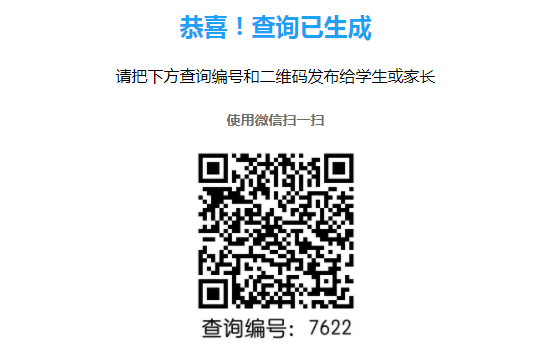 恭喜！查询已生成
请把下方查询编号和二维码发布给学生或家长
使用微信扫一扫
查询编号：7622